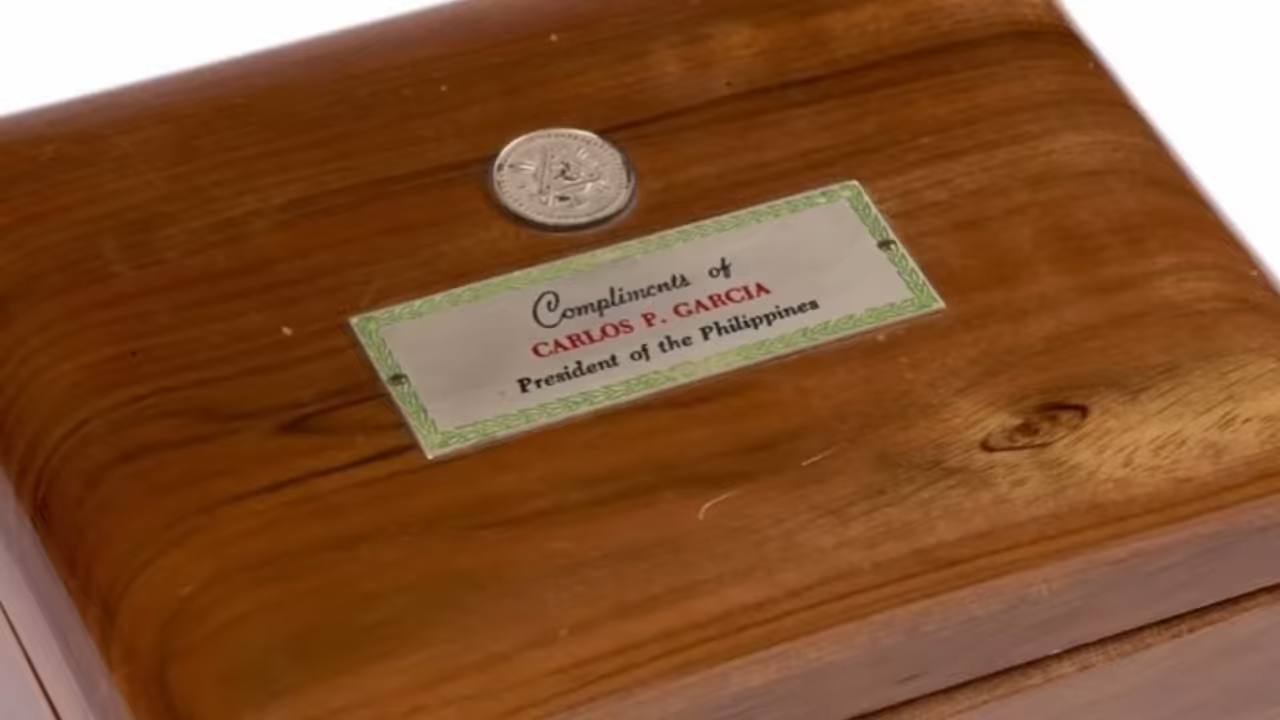 Compliments of
CARLOS P. GARCIA
President of the Philippines